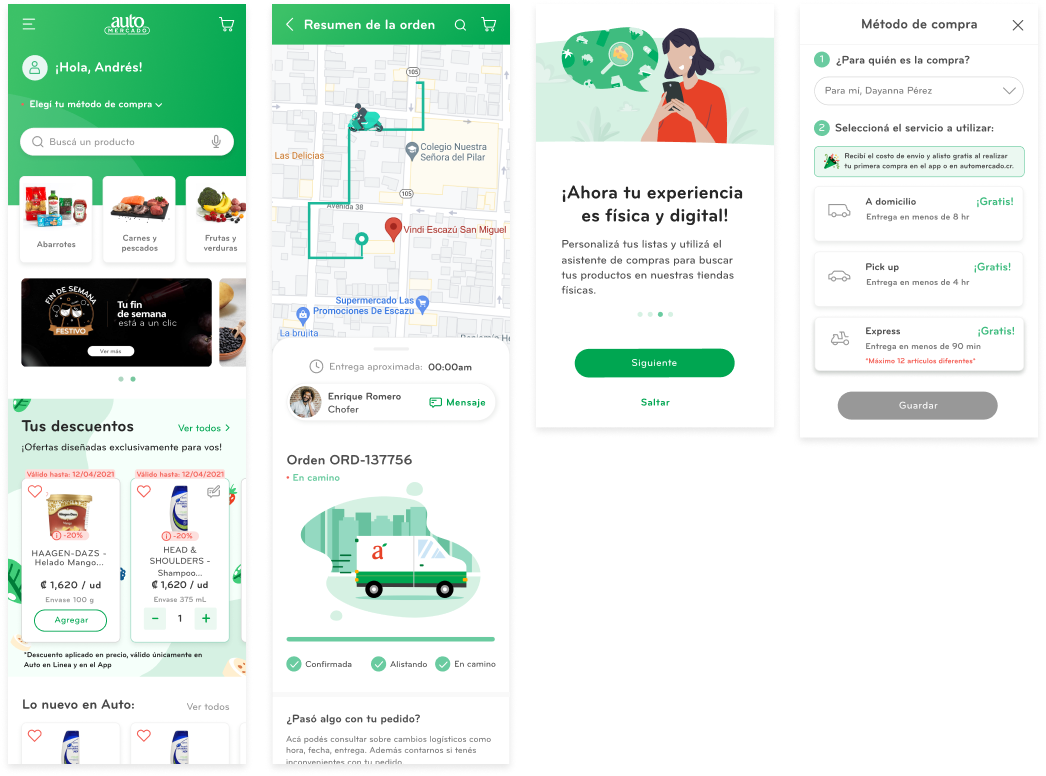 auto
MERCADO
¡Hola, Andrés!
Elegi tu método de compra
Buscá un producto
Abarrotes
Carnes y
pescados
Frutas y
verduras
FIN DE SEMANA
FESTIVO
Tu fin
de semana
está a un clic
Ver más
Tus descuentos
Ver todos
¡Ofertas diseñadas exclusivamente para vos!
Válido hasta: 12/04/2021
-20%
HAAGEN-DAZS -
Helado Mango...
₡ 1,620 / ud
Envase 100 g
Agregar
Válido hasta: 12/04/2021
-20%
HEAD &
SHOULDERS -
Shampoo...
₡ 1,620 / ud
Envase 375 mL
- 1 +
*Descuento aplicado en precio, válido únicamente en
Auto en Linea y en el App
Lo nuevo en Auto:
Ver todos
Resumen de la orden
105
Las Delicias
Colegio Nuestra
Señora del Pilar
105
Avenida 38
Vindi Escazú San Miguel
Supermercado Las
Promociones De Escazu
La brujita
Entrega aproximada: 00:00am
Enrique Romero
Chofer
Mensaje
Orden ORD-137756
• En camino
a
Confirmada
Alistando
En camino
¿Pasó algo con tu pedido?
Acá podés consultar sobre cambios logísticos como
hora, fecha, entrega. Además contarnos si tenés
inconvenientes con tu pedido
¡Ahora tu experiencia
es física y digital!
Personalizá tus listas y utilizá el
asistente de compras para buscar
tus productos en nuestras tiendas
físicas.
Siguiente
Saltar
Método de compra
1 ¿Para quién es la compra?
Para mi, Dayanna Pérez
2 Seleccioná el servicio a utilizar:
Recibí el costo de envío y alisto gratis al realizar
tu primera compra en el app o en automercado.cr.
A domicilio
¡Gratis!
Entrega en menos de 8 hr
Pick up
¡Gratis!
Entrega en menos de 4 hr
Express
¡Gratis!
Entrega en menos de 90 min
*Máximo 12 artículos diferentes*
Guardar